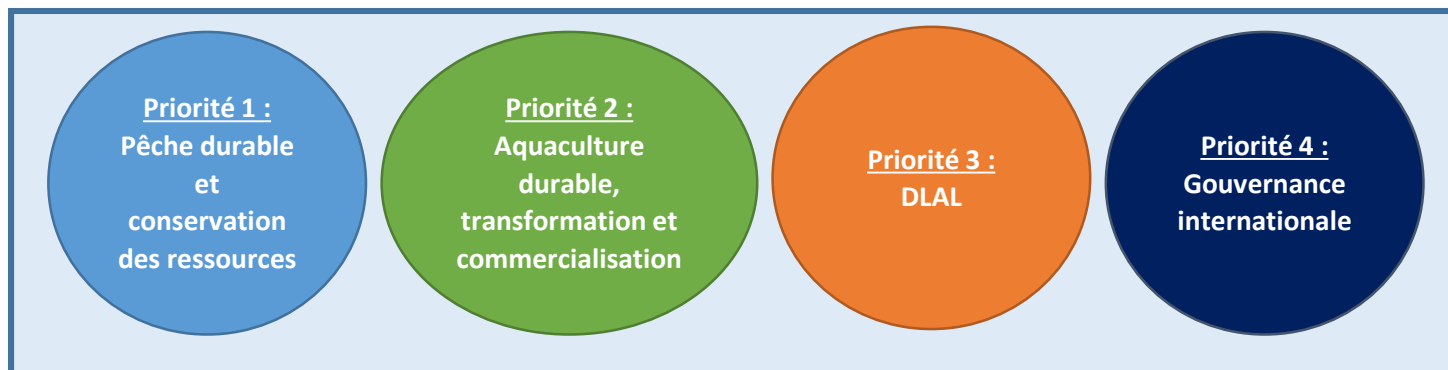 Priorité 1 :
Pêche durable
et
conservation
des ressources
Priorité 2 :
Aquaculture
durable,
transformation et
commercialisation
Priorité 3 :
DLAL
Priorité 4 :
Gouvernance
internationale